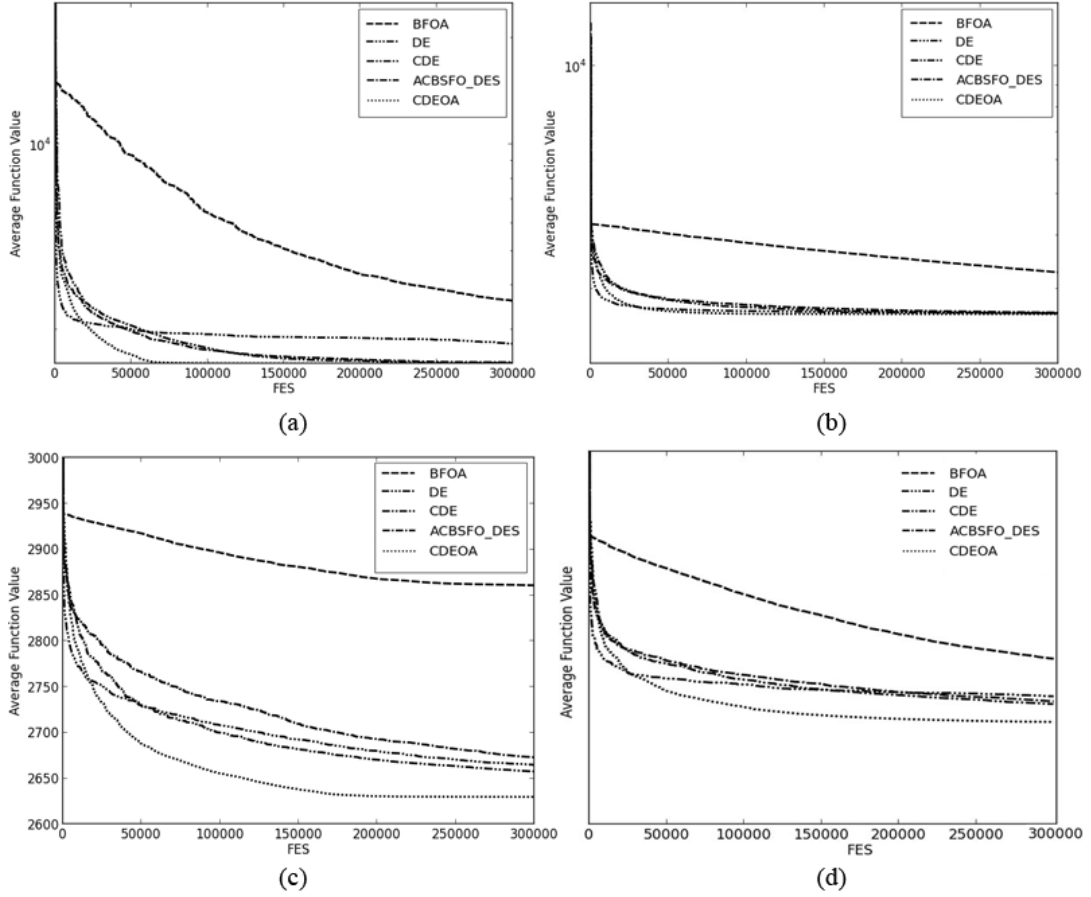 BFOA
DE
CDE
ACBSFO_DES
CDEOA
10⁴
Average Function Value
0 50000 100000 150000 200000 250000 300000
FES
(a)
BFOA
DE
CDE
ACBSFO_DES
CDEOA
10⁴
Average Function Value
0 50000 100000 150000 200000 250000 300000
FES
(b)
BFOA
DE
CDE
ACBSFO_DES
CDEOA
3000
2950
2900
2850
2800
2750
2700
2650
2600
Average Function Value
0 50000 100000 150000 200000 250000 300000
FES
(c)
BFOA
DE
CDE
ACBSFO_DES
CDEOA
Average Function Value
0 50000 100000 150000 200000 250000 300000
FES
(d)